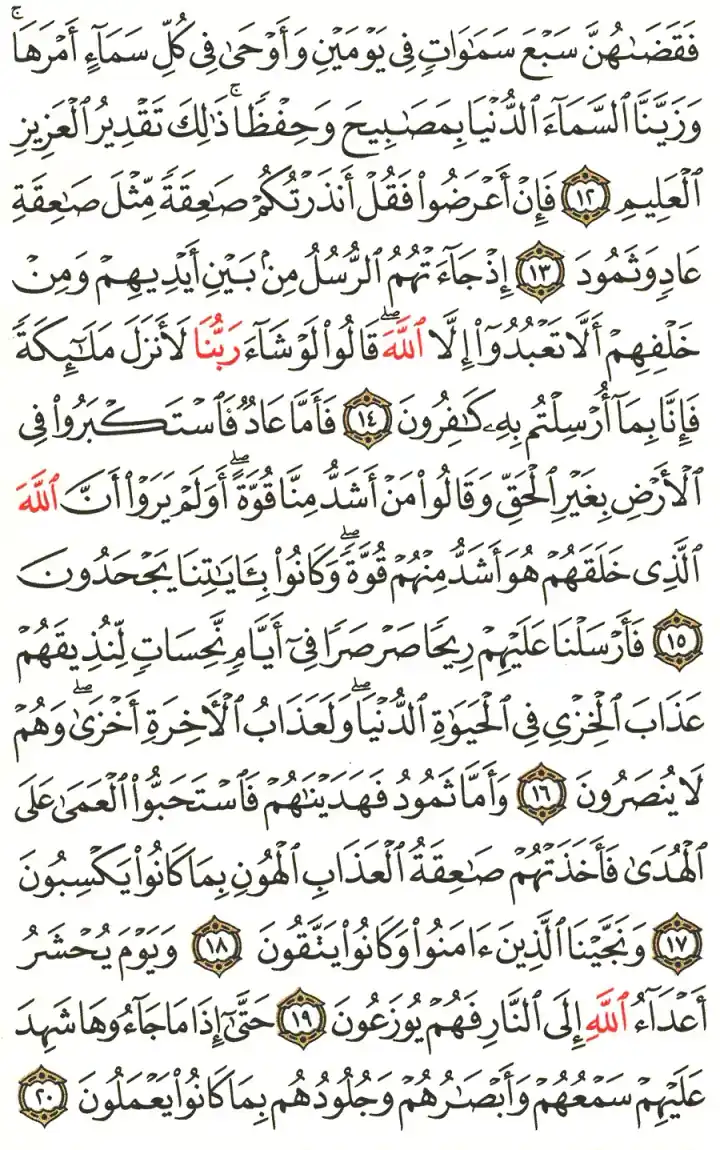 فَقَضَىٰهُنَّ سَبْعَ سَمَٰوَاتٍ فِى يَوْمَيْنِ وَأَوْحَىٰ فِى كُلِّ سَمَآءٍ أَمْرَهَا ۚ
وَزَيَّنَّا ٱلسَّمَآءَ ٱلدُّنْيَا بِمَصَٰبِيحَ وَحِفْظًا ۚ ذَٰلِكَ تَقْدِيرُ ٱلْعَزِيزِ
ٱلْعَلِيمِ ١٢ فَإِنْ أَعْرَضُوا۟ فَقُلْ أَنذَرْتُكُمْ صَٰعِقَةً مِّثْلَ صَٰعِقَةِ
عَادٍ وَثَمُودَ ١٣ إِذْ جَآءَتْهُمُ ٱلرُّسُلُ مِنۢ بَيْنِ أَيْدِيهِمْ وَمِنْ
خَلْفِهِمْ أَلَّا تَعْبُدُوٓا۟ إِلَّا ٱللَّهَ ۖ قَالُوا۟ لَوْ شَآءَ رَبُّنَا لَأَنزَلَ مَلَٰٓئِكَةً
فَإِنَّا بِمَآ أُرْسِلْتُم بِهِۦ كَٰفِرُونَ ١٤ فَأَمَّا عَادٌ فَٱسْتَكْبَرُوا۟ فِى
ٱلْأَرْضِ بِغَيْرِ ٱلْحَقِّ وَقَالُوا۟ مَنْ أَشَدُّ مِنَّا قُوَّةً ۖ أَوَلَمْ يَرَوْا۟ أَنَّ ٱللَّهَ
ٱلَّذِى خَلَقَهُمْ هُوَ أَشَدُّ مِنْهُمْ قُوَّةً ۖ وَكَانُوا۟ بِـَٔايَٰتِنَا يَجْحَدُونَ
١٥ فَأَرْسَلْنَا عَلَيْهِمْ رِيحًا صَرْصَرًا فِىٓ أَيَّامٍ نَّحِسَاتٍ لِّنُذِيقَهُمْ
عَذَابَ ٱلْخِزْىِ فِى ٱلْحَيَوٰةِ ٱلدُّنْيَا ۖ وَلَعَذَابُ ٱلْـَٔاخِرَةِ أَخْزَىٰ ۖ وَهُمْ
لَا يُنصَرُونَ ١٦ وَأَمَّا ثَمُودُ فَهَدَيْنَٰهُمْ فَٱسْتَحَبُّوا۟ ٱلْعَمَىٰ عَلَى
ٱلْهُدَىٰ فَأَخَذَتْهُمْ صَٰعِقَةُ ٱلْعَذَابِ ٱلْهُونِ بِمَا كَانُوا۟ يَكْسِبُونَ
١٧ وَنَجَّيْنَا ٱلَّذِينَ ءَامَنُوا۟ وَكَانُوا۟ يَتَّقُونَ ١٨ وَيَوْمَ يُحْشَرُ
أَعْدَآءُ ٱللَّهِ إِلَى ٱلنَّارِ فَهُمْ يُوزَعُونَ ١٩ حَتَّىٰٓ إِذَا مَا جَآءُوهَا شَهِدَ
عَلَيْهِمْ سَمْعُهُمْ وَأَبْصَٰرُهُمْ وَجُلُودُهُم بِمَا كَانُوا۟ يَعْمَلُونَ ٢٠